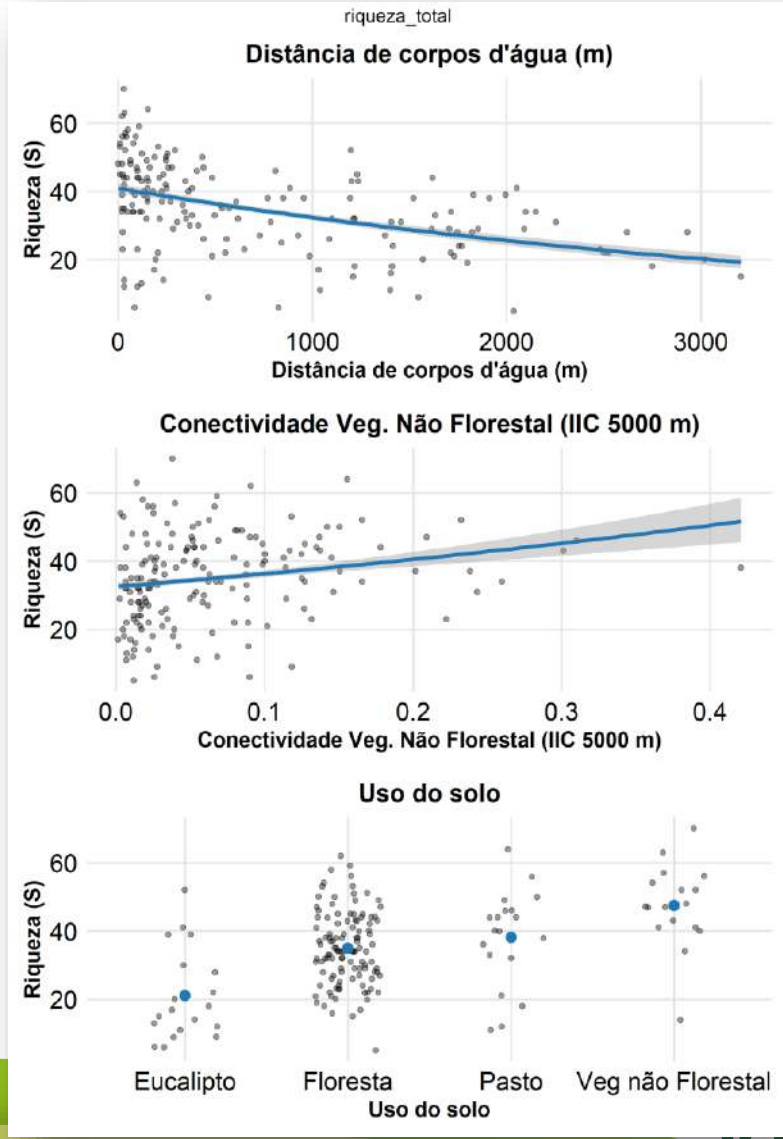 riqueza_total
Distância de corpos d'água (m)
Riqueza (S)
60
40
20
0 1000 2000 3000
Distância de corpos d'água (m)
Conectividade Veg. Não Florestal (IIC 5000 m)
Riqueza (S)
60
40
20
0.0 0.1 0.2 0.3 0.4
Conectividade Veg. Não Florestal (IIC 5000 m)
Uso do solo
Riqueza (S)
60
40
20
Eucalipto Floresta Pasto Veg não Florestal
Uso do solo